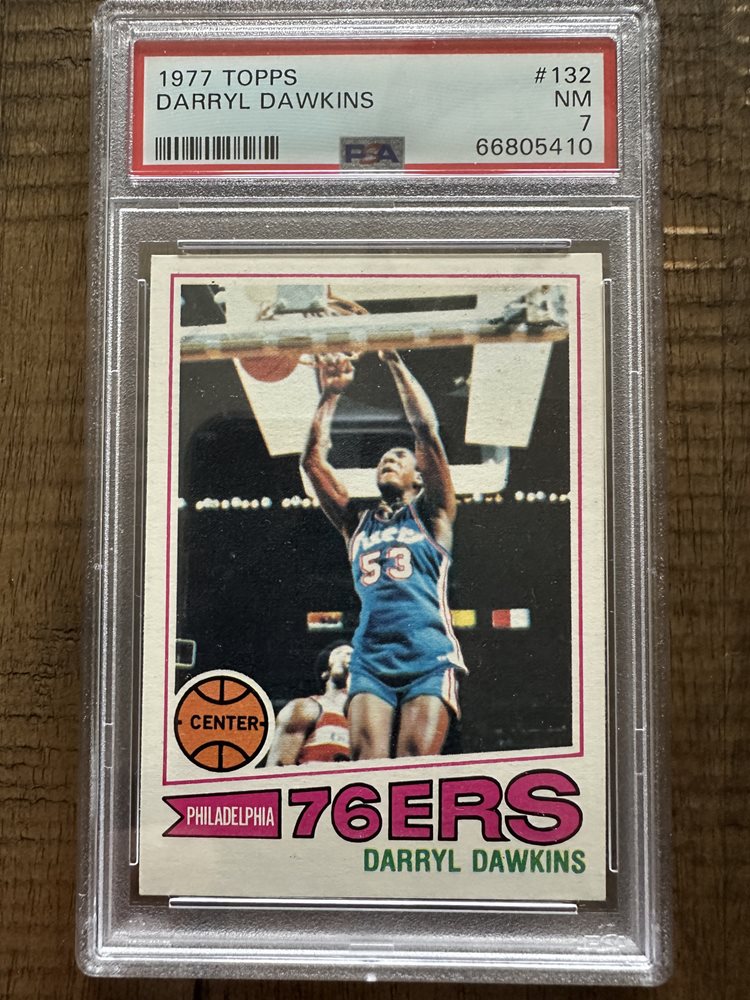 1977 TOPPS #132
DARRYL DAWKINS NM
7
PSA 66805410
53
CENTER
PHILADELPHIA 76ERS
DARRYL DAWKINS